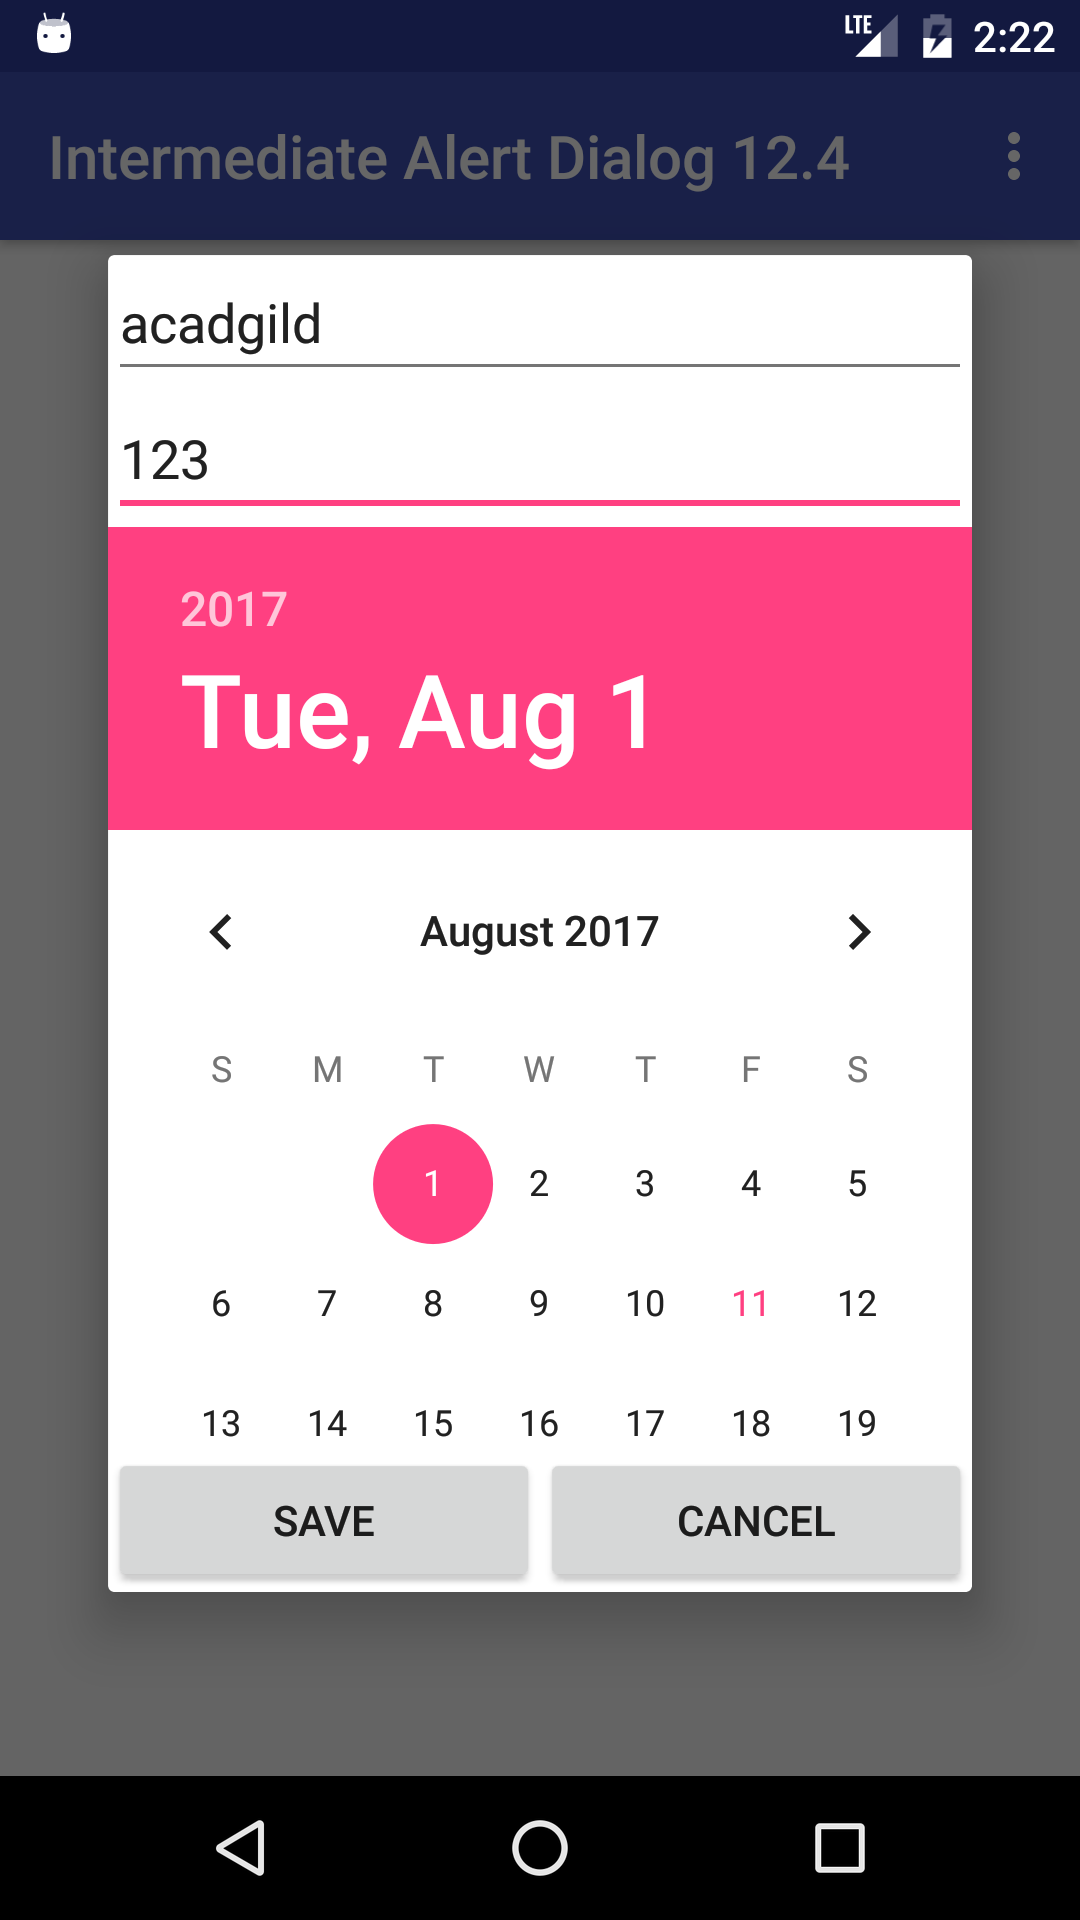 LTE 2:22
Intermediate Alert Dialog 12.4
acadgild
123
2017
Tue, Aug 1
August 2017
S M T W T F S
1 2 3 4 5
6 7 8 9 10 11 12
13 14 15 16 17 18 19
SAVE CANCEL